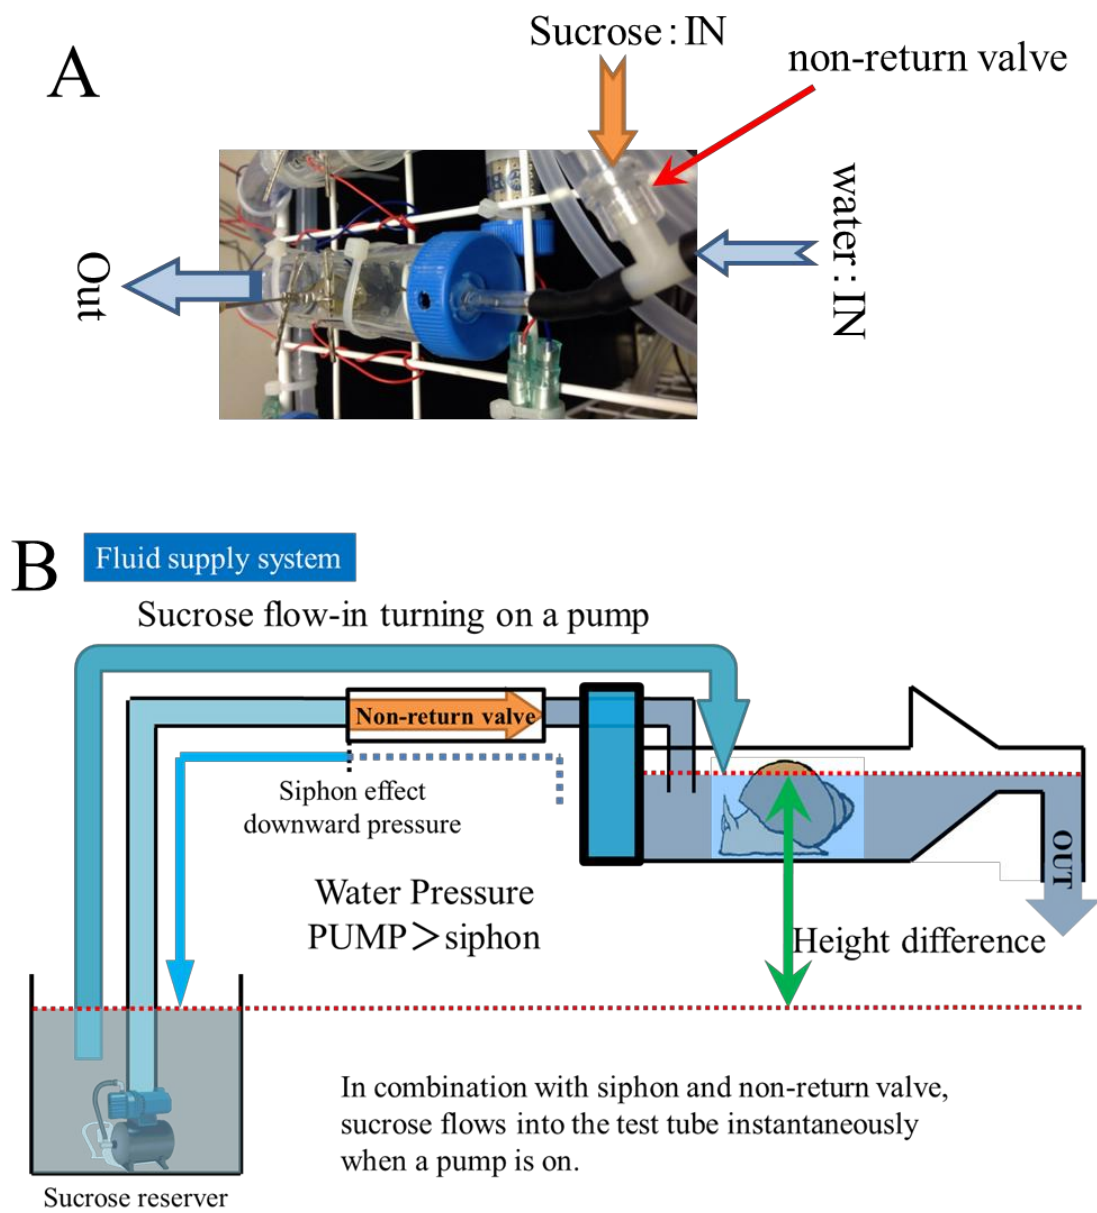 Sucrose : IN
A
non-return valve
water : IN
Out
B
Fluid supply system
Sucrose flow-in turning on a pump
Non-return valve
Siphon effect
downward pressure
OUT
Water Pressure
PUMP＞siphon
Height difference
In combination with siphon and non-return valve,
sucrose flows into the test tube instantaneously
when a pump is on.
Sucrose reserver